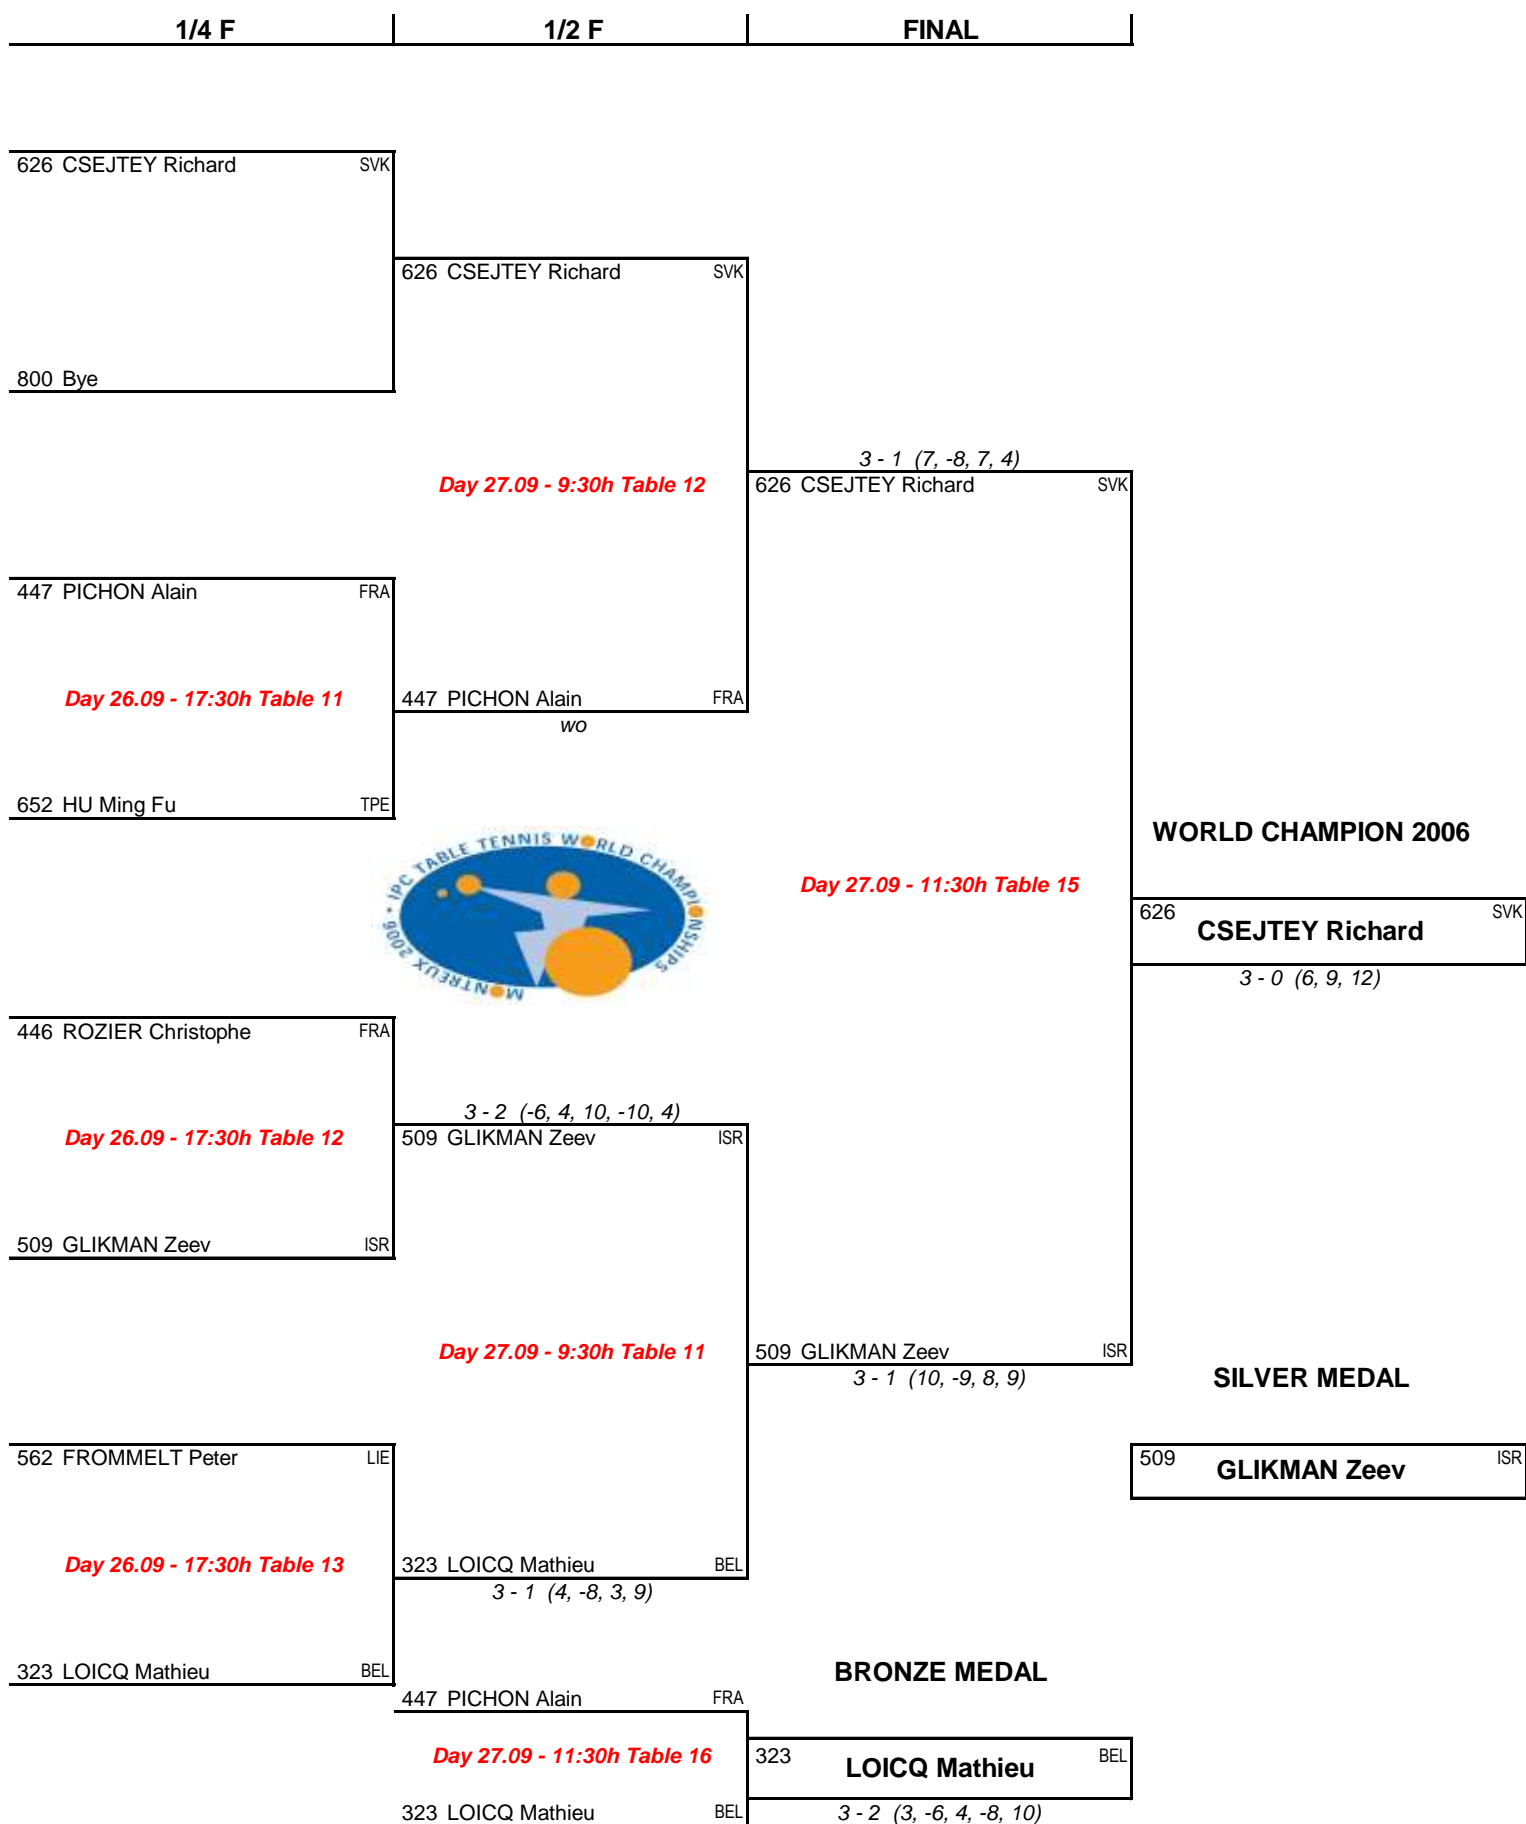 1/4 F 1/2 F FINAL
626 CSEJTEY Richard SVK
626 CSEJTEY Richard SVK
800 Bye
3 - 1 (7, -8, 7, 4)
Day 27.09 - 9:30h Table 12
626 CSEJTEY Richard SVK
447 PICHON Alain FRA
Day 26.09 - 17:30h Table 11
447 PICHON Alain FRA
wo
652 HU Ming Fu TPE
WORLD CHAMPION 2006
MONTREUX 2006 • IPC TABLE TENNIS WORLD CHAMPIONSHIPS
Day 27.09 - 11:30h Table 15
626 CSEJTEY Richard SVK
3 - 0 (6, 9, 12)
446 ROZIER Christophe FRA
3 - 2 (-6, 4, 10, -10, 4)
Day 26.09 - 17:30h Table 12
509 GLIKMAN Zeev ISR
509 GLIKMAN Zeev ISR
Day 27.09 - 9:30h Table 11
509 GLIKMAN Zeev ISR
3 - 1 (10, -9, 8, 9)
SILVER MEDAL
562 FROMMELT Peter LIE
509 GLIKMAN Zeev ISR
Day 26.09 - 17:30h Table 13
323 LOICQ Mathieu BEL
3 - 1 (4, -8, 3, 9)
323 LOICQ Mathieu BEL
BRONZE MEDAL
447 PICHON Alain FRA
Day 27.09 - 11:30h Table 16
323 LOICQ Mathieu BEL
323 LOICQ Mathieu BEL
3 - 2 (3, -6, 4, -8, 10)